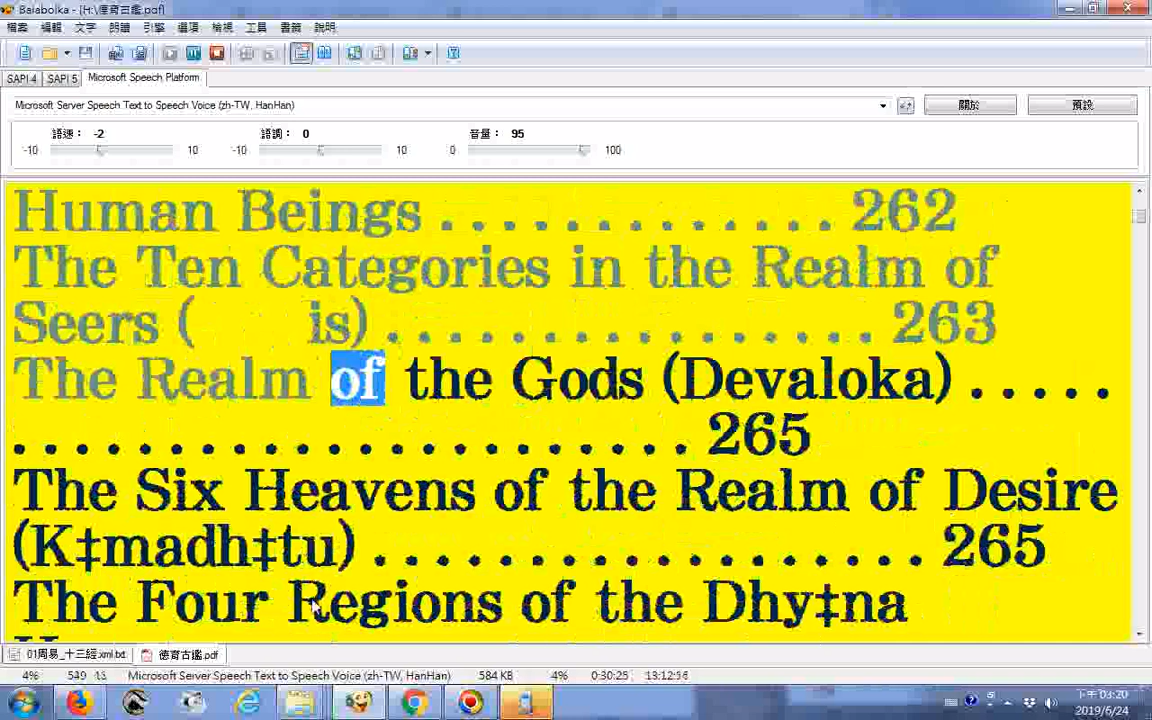 Balabolka - [H:\德育古鑑.pdf]
檔案 編輯 文字 朗讀 引擎 選項 檢視 工具 書籤 說明
SAPI 4 SAPI 5 Microsoft Speech Platform
Microsoft Server Speech Text to Speech Voice (zh-TW, HanHan) 關於 預設
語速： -2 語調： 0 音量： 95
-10 10 -10 10 0 100
Human Beings . . . . . . . . . . . . . . 262
The Ten Categories in the Realm of
Seers ( is) . . . . . . . . . . . . . . . . . . 263
The Realm of the Gods (Devaloka) . . . . .
. . . . . . . . . . . . . . . . . . . . . . 265
The Six Heavens of the Realm of Desire
(K‡madh‡tu) . . . . . . . . . . . . . . . . . . 265
The Four Regions of the Dhy‡na
01周易_十三經.xml.txt 德育古鑑.pdf
4% 549 : 13 Microsoft Server Speech Text to Speech Voice (zh-TW, HanHan) 584 KB 4% 0:30:25 13:12:56
下午 03:20
2019/6/24